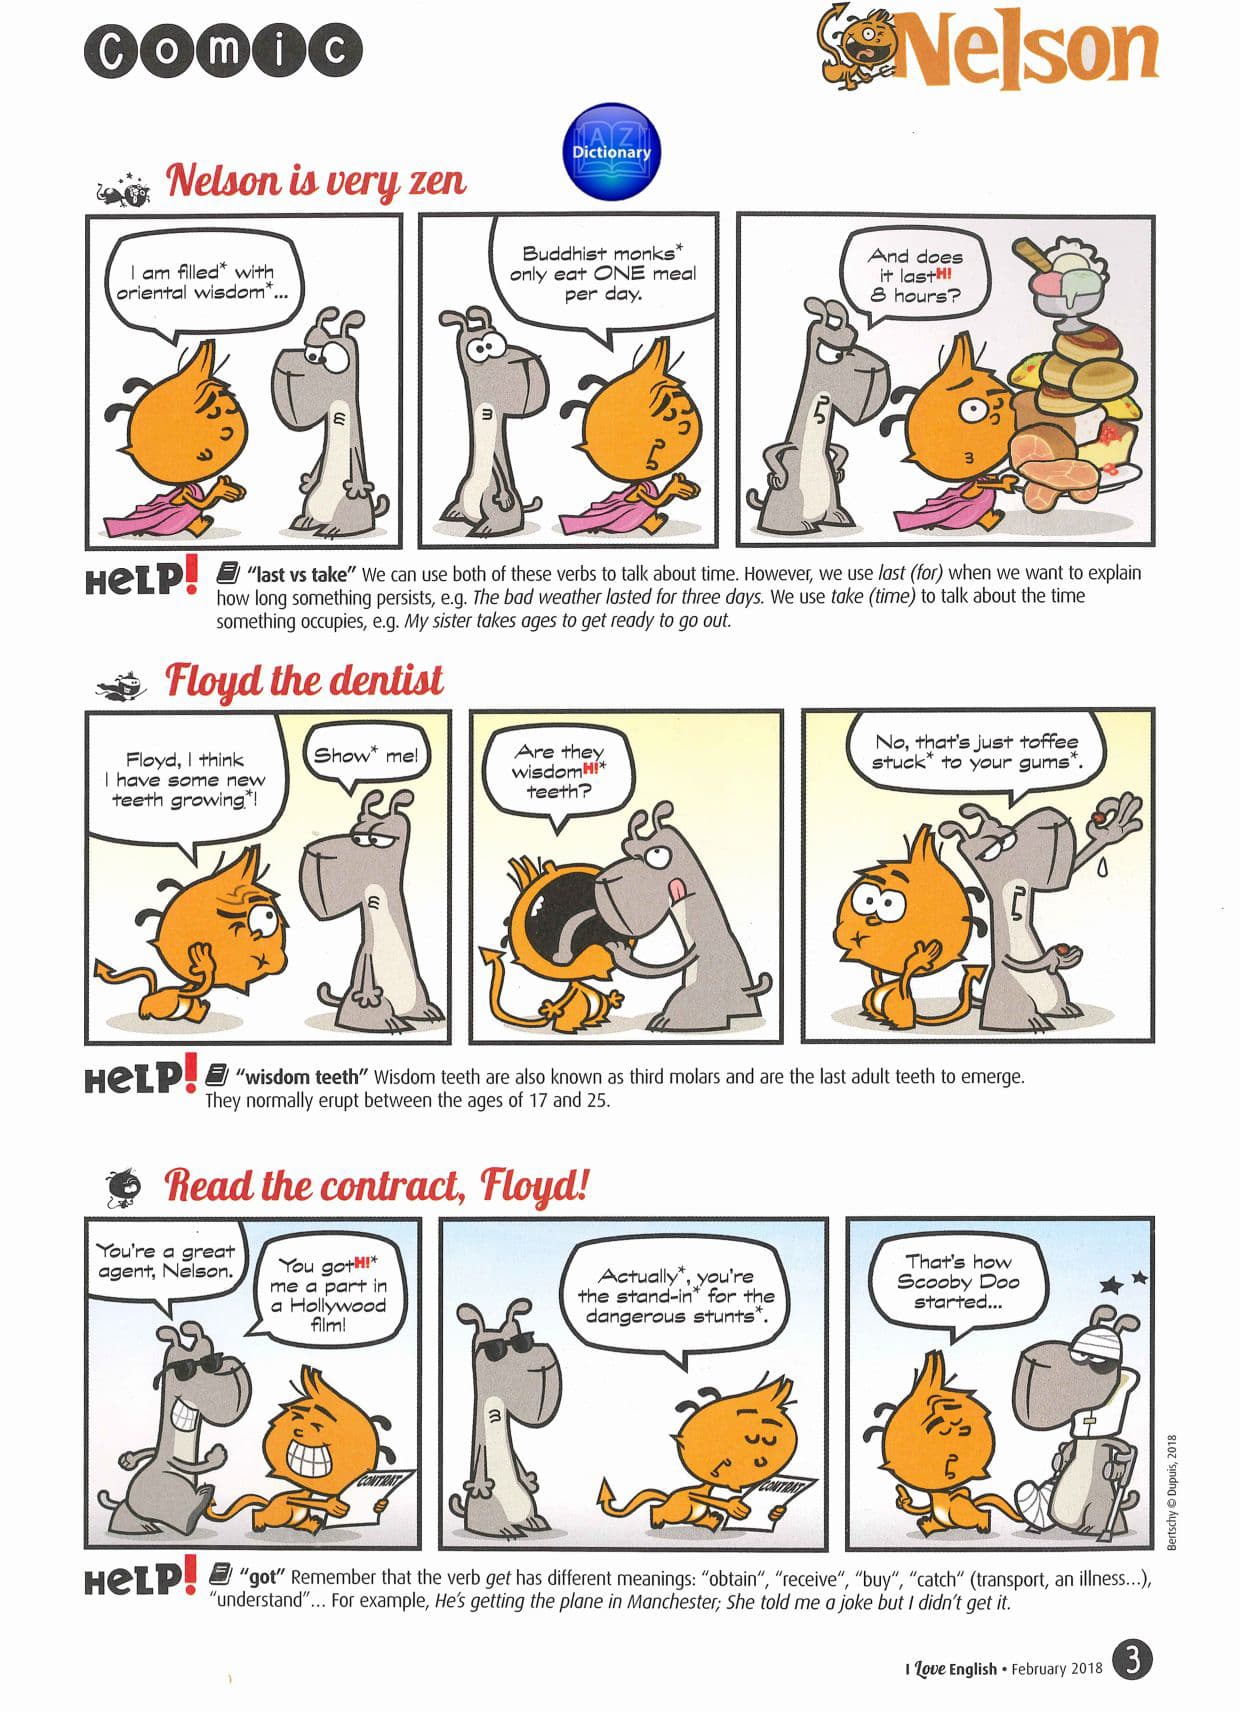 Comic
Nelson
A Z
Dictionary
Nelson is very zen
I am filled* with
oriental wisdom*...
Buddhist monks*
only eat ONE meal
per day.
And does
it lastH!
8 hours?
HELP! "last vs take" We can use both of these verbs to talk about time. However, we use last (for) when we want to explain
how long something persists, e.g. The bad weather lasted for three days. We use take (time) to talk about the time
something occupies, e.g. My sister takes ages to get ready to go out.
Floyd the dentist
Floyd, I think
I have some new
teeth growing*!
Show* me!
Are they
wisdomH!*
teeth?
No, that's just toffee
stuck* to your gums*.
HELP! "wisdom teeth" Wisdom teeth are also known as third molars and are the last adult teeth to emerge.
They normally erupt between the ages of 17 and 25.
Read the contract, Floyd!
You're a great
agent, Nelson.
You gotH!*
me a part in
a Hollywood
film!
CONTRAT
Actually*, you're
the stand-in* for the
dangerous stunts*.
CONTRAT
That's how
Scooby Doo
started...
Bertschy © Dupuis, 2018
HELP! "got" Remember that the verb get has different meanings: "obtain", "receive", "buy", "catch" (transport, an illness...),
"understand"... For example, He's getting the plane in Manchester; She told me a joke but I didn't get it.
I Love English • February 2018 3